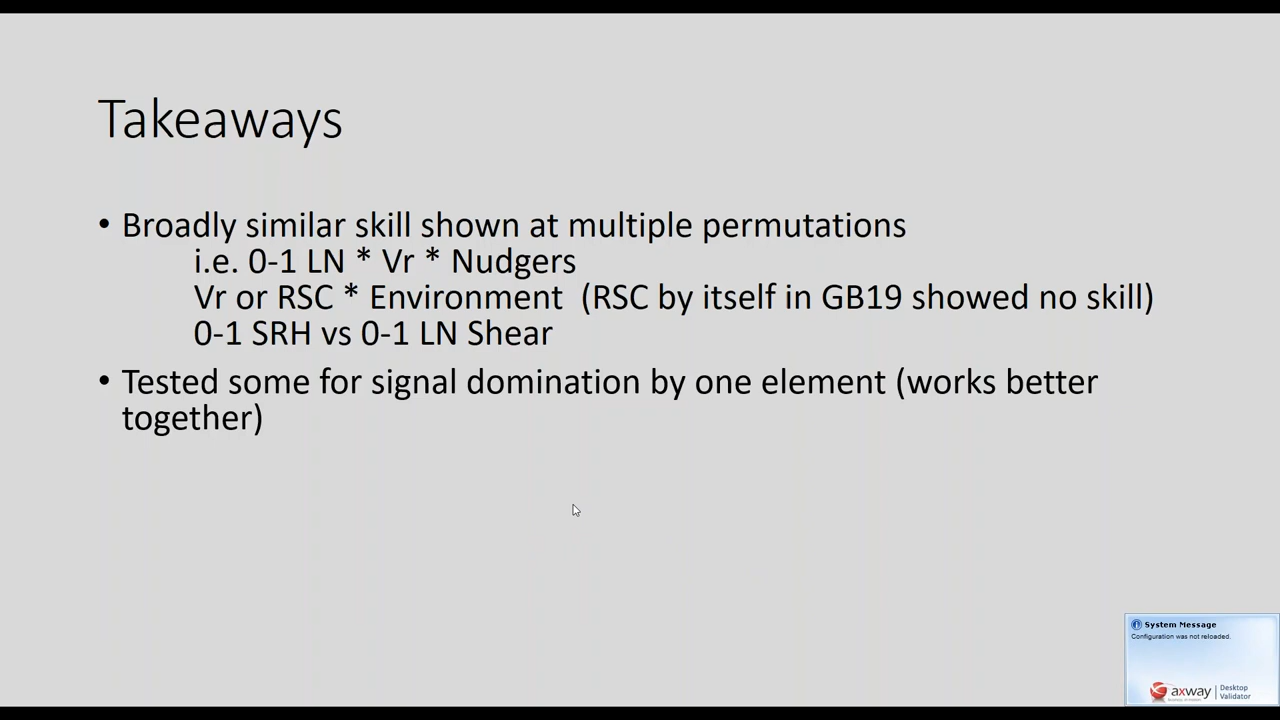 Takeaways
• Broadly similar skill shown at multiple permutations
i.e. 0-1 LN * Vr * Nudgers
Vr or RSC * Environment (RSC by itself in GB19 showed no skill)
0-1 SRH vs 0-1 LN Shear
• Tested some for signal domination by one element (works better
together)
System Message
Configuration was not reloaded.
axway
Desktop
Validator